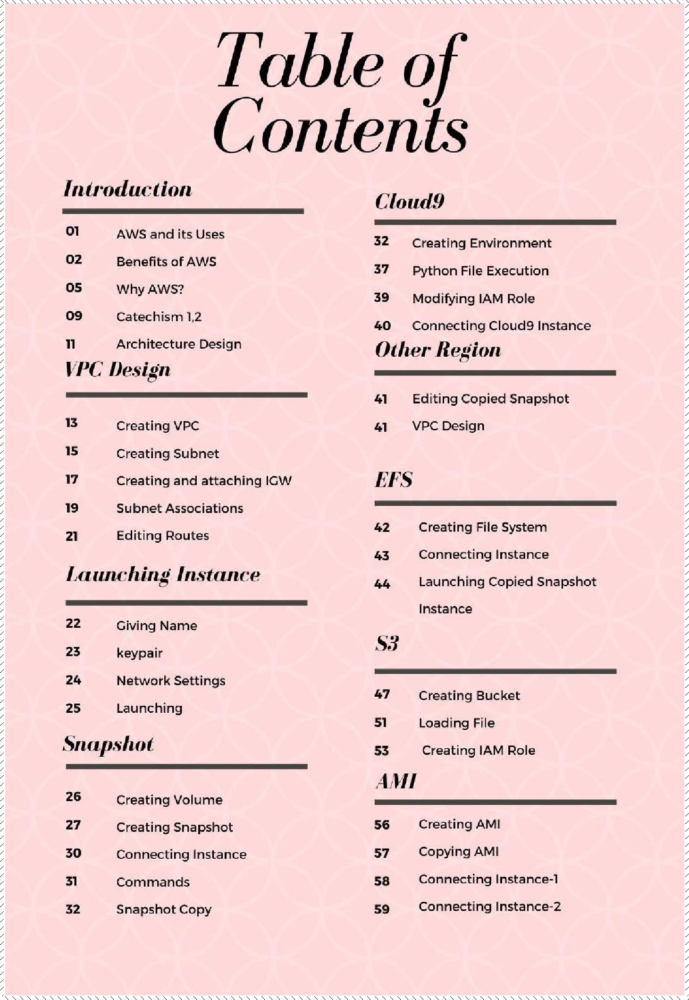 Table of
Contents
Introduction
01 AWS and its Uses
02 Benefits of AWS
05 Why AWS?
09 Catechism 1,2
11 Architecture Design
VPC Design
13 Creating VPC
15 Creating Subnet
17 Creating and attaching IGW
19 Subnet Associations
21 Editing Routes
Launching Instance
22 Giving Name
23 keypair
24 Network Settings
25 Launching
Snapshot
26 Creating Volume
27 Creating Snapshot
30 Connecting Instance
31 Commands
32 Snapshot Copy
Cloud9
32 Creating Environment
37 Python File Execution
39 Modifying IAM Role
40 Connecting Cloud9 Instance
Other Region
41 Editing Copied Snapshot
41 VPC Design
EFS
42 Creating File System
43 Connecting Instance
44 Launching Copied Snapshot
Instance
S3
47 Creating Bucket
51 Loading File
53 Creating IAM Role
AMI
56 Creating AMI
57 Copying AMI
58 Connecting Instance-1
59 Connecting Instance-2